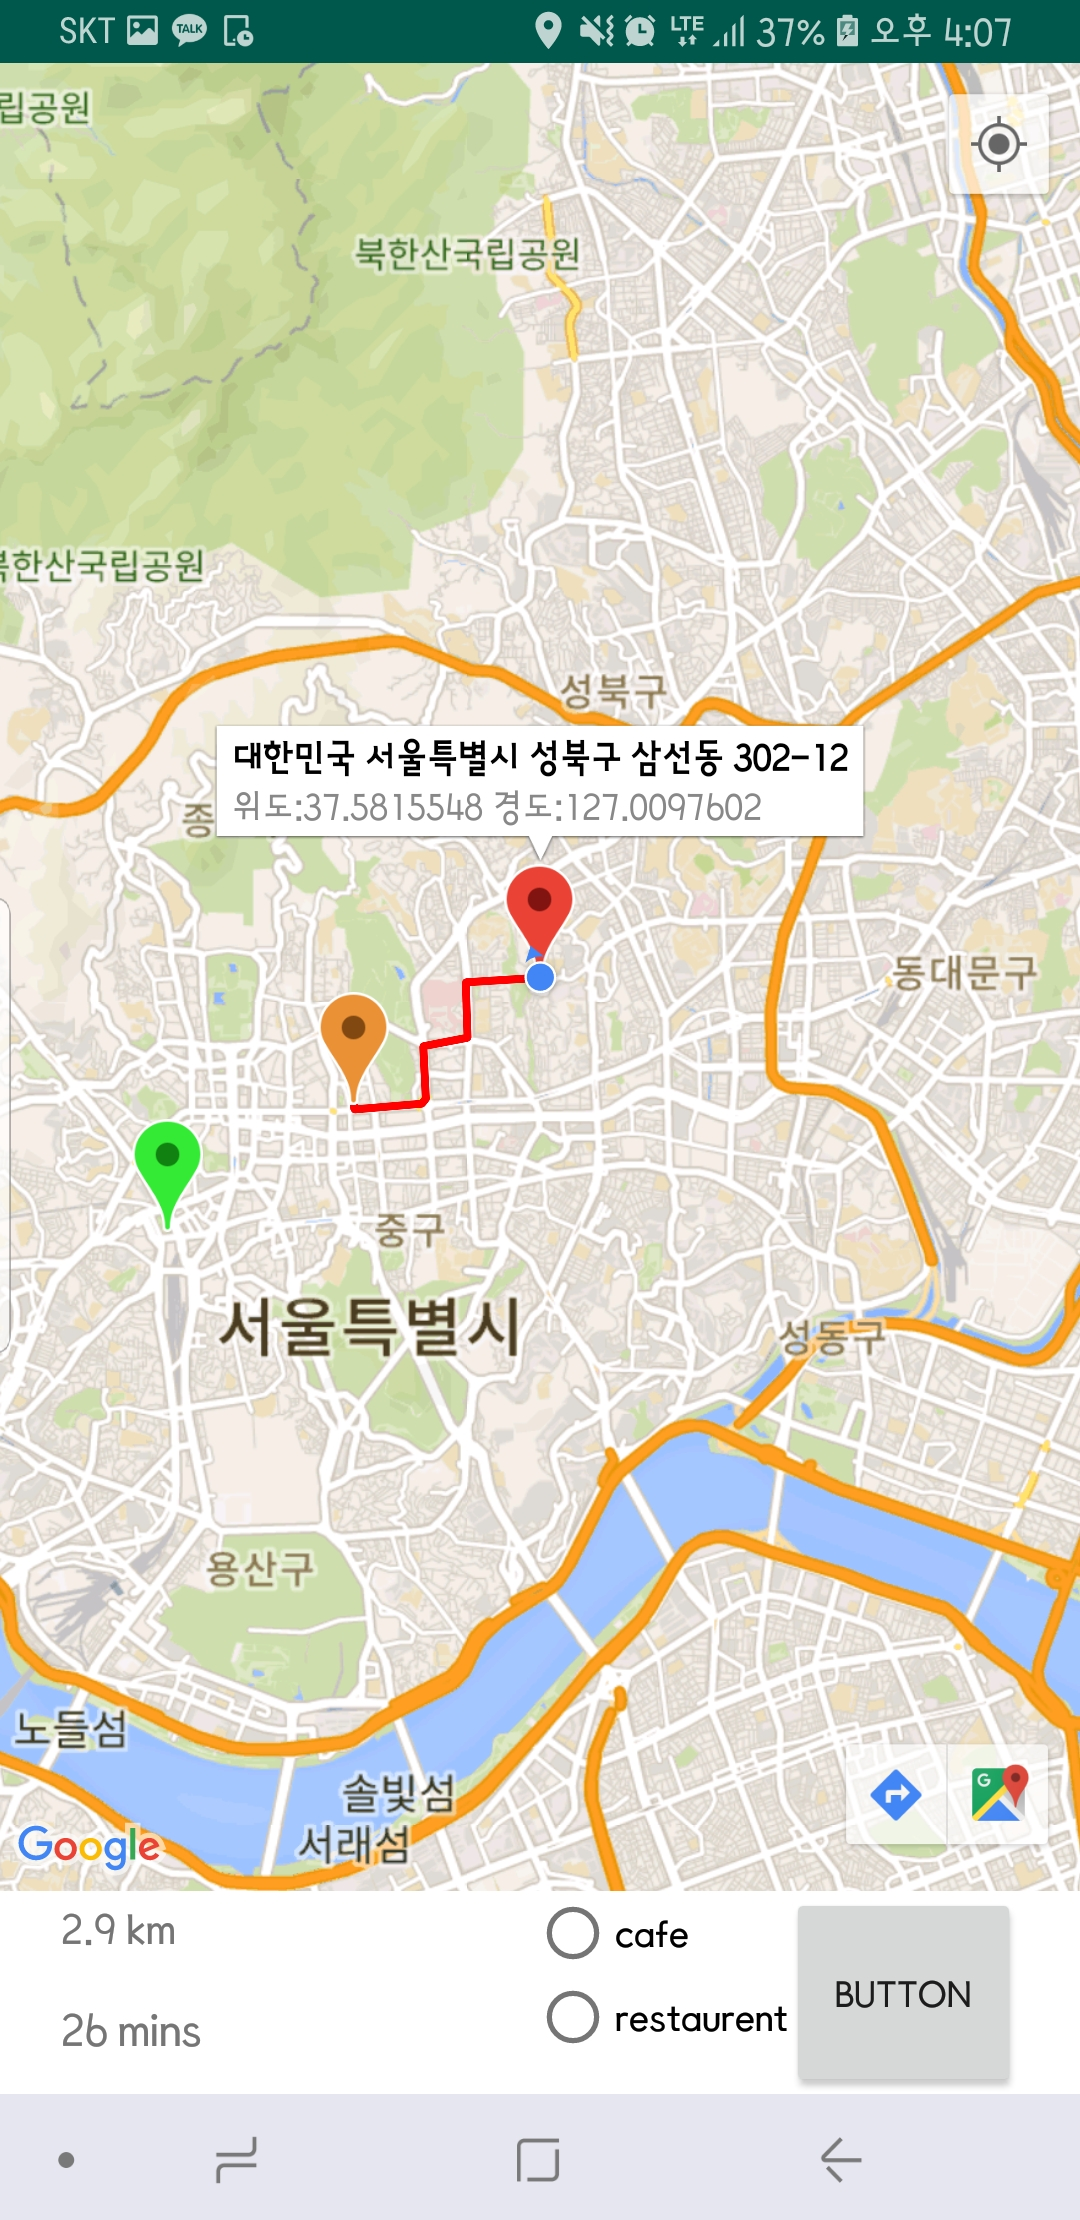 SKT TALK LTE 37% 오후 4:07
립공원
북한산국립공원
북한산국립공원
성북구
대한민국 서울특별시 성북구 삼선동 302-12
위도:37.5815548 경도:127.0097602
종
동대문구
중구
서울특별시
성동구
용산구
노들섬
솔빛섬
서래섬
Google
G
2.9 km
cafe
BUTTON
26 mins
restaurent